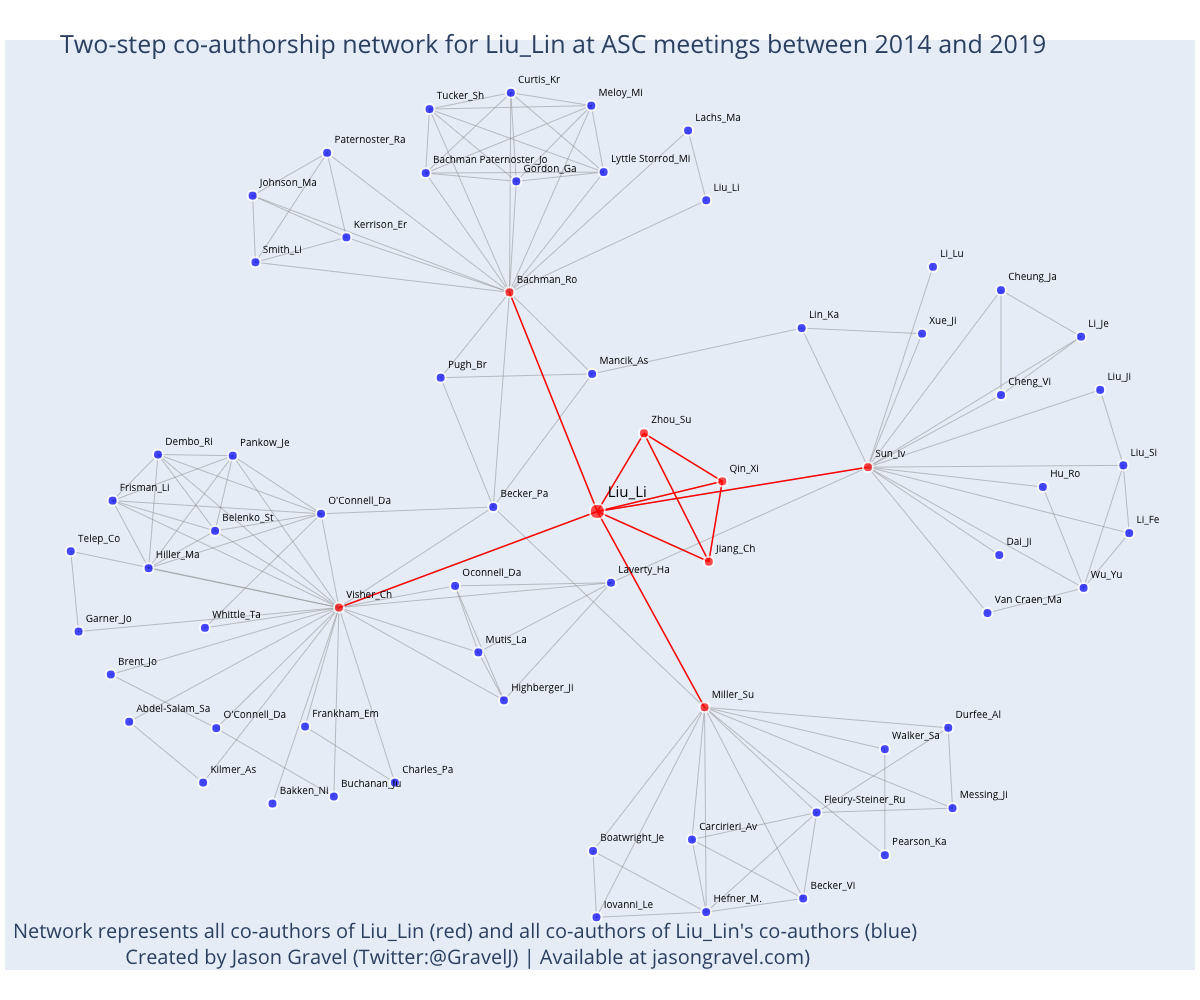 Two-step co-authorship network for Liu_Lin at ASC meetings between 2014 and 2019
Curtis_Kr
Tucker_Sh
Meloy_Mi
Lachs_Ma
Paternoster_Ra
Bachman Paternoster_Jo
Lyttle Storrod_Mi
Gordon_Ga
Johnson_Ma
Liu_Li
Kerrison_Er
Smith_Li
Li_Lu
Cheung_Ja
Bachman_Ro
Lin_Ka
Xue_Ji
Li_Je
Pugh_Br
Mancik_As
Cheng_Vi
Liu_Ji
Zhou_Su
Dembo_Ri
Pankow_Je
Sun_Iv
Liu_Si
Qin_Xi
Hu_Ro
Frisman_Li
Liu_Li
Becker_Pa
O'Connell_Da
Belenko_St
Li_Fe
Telep_Co
Dai_Ji
Jiang_Ch
Hiller_Ma
Laverty_Ha
Oconnell_Da
Wu_Yu
Visher_Ch
Van Craen_Ma
Whittle_Ta
Garner_Jo
Mutis_La
Brent_Jo
Highberger_Ji
Miller_Su
Abdel-Salam_Sa
O'Connell_Da
Frankham_Em
Durfee_Al
Walker_Sa
Kilmer_As
Charles_Pa
Bakken_Ni
Buchanan_Ju
Messing_Ji
Fleury-Steiner_Ru
Carcirieri_Av
Boatwright_Je
Pearson_Ka
Becker_Vi
Iovanni_Le
Hefner_M.
Network represents all co-authors of Liu_Lin (red) and all co-authors of Liu_Lin's co-authors (blue)
Created by Jason Gravel (Twitter:@GravelJ) | Available at jasongravel.com)